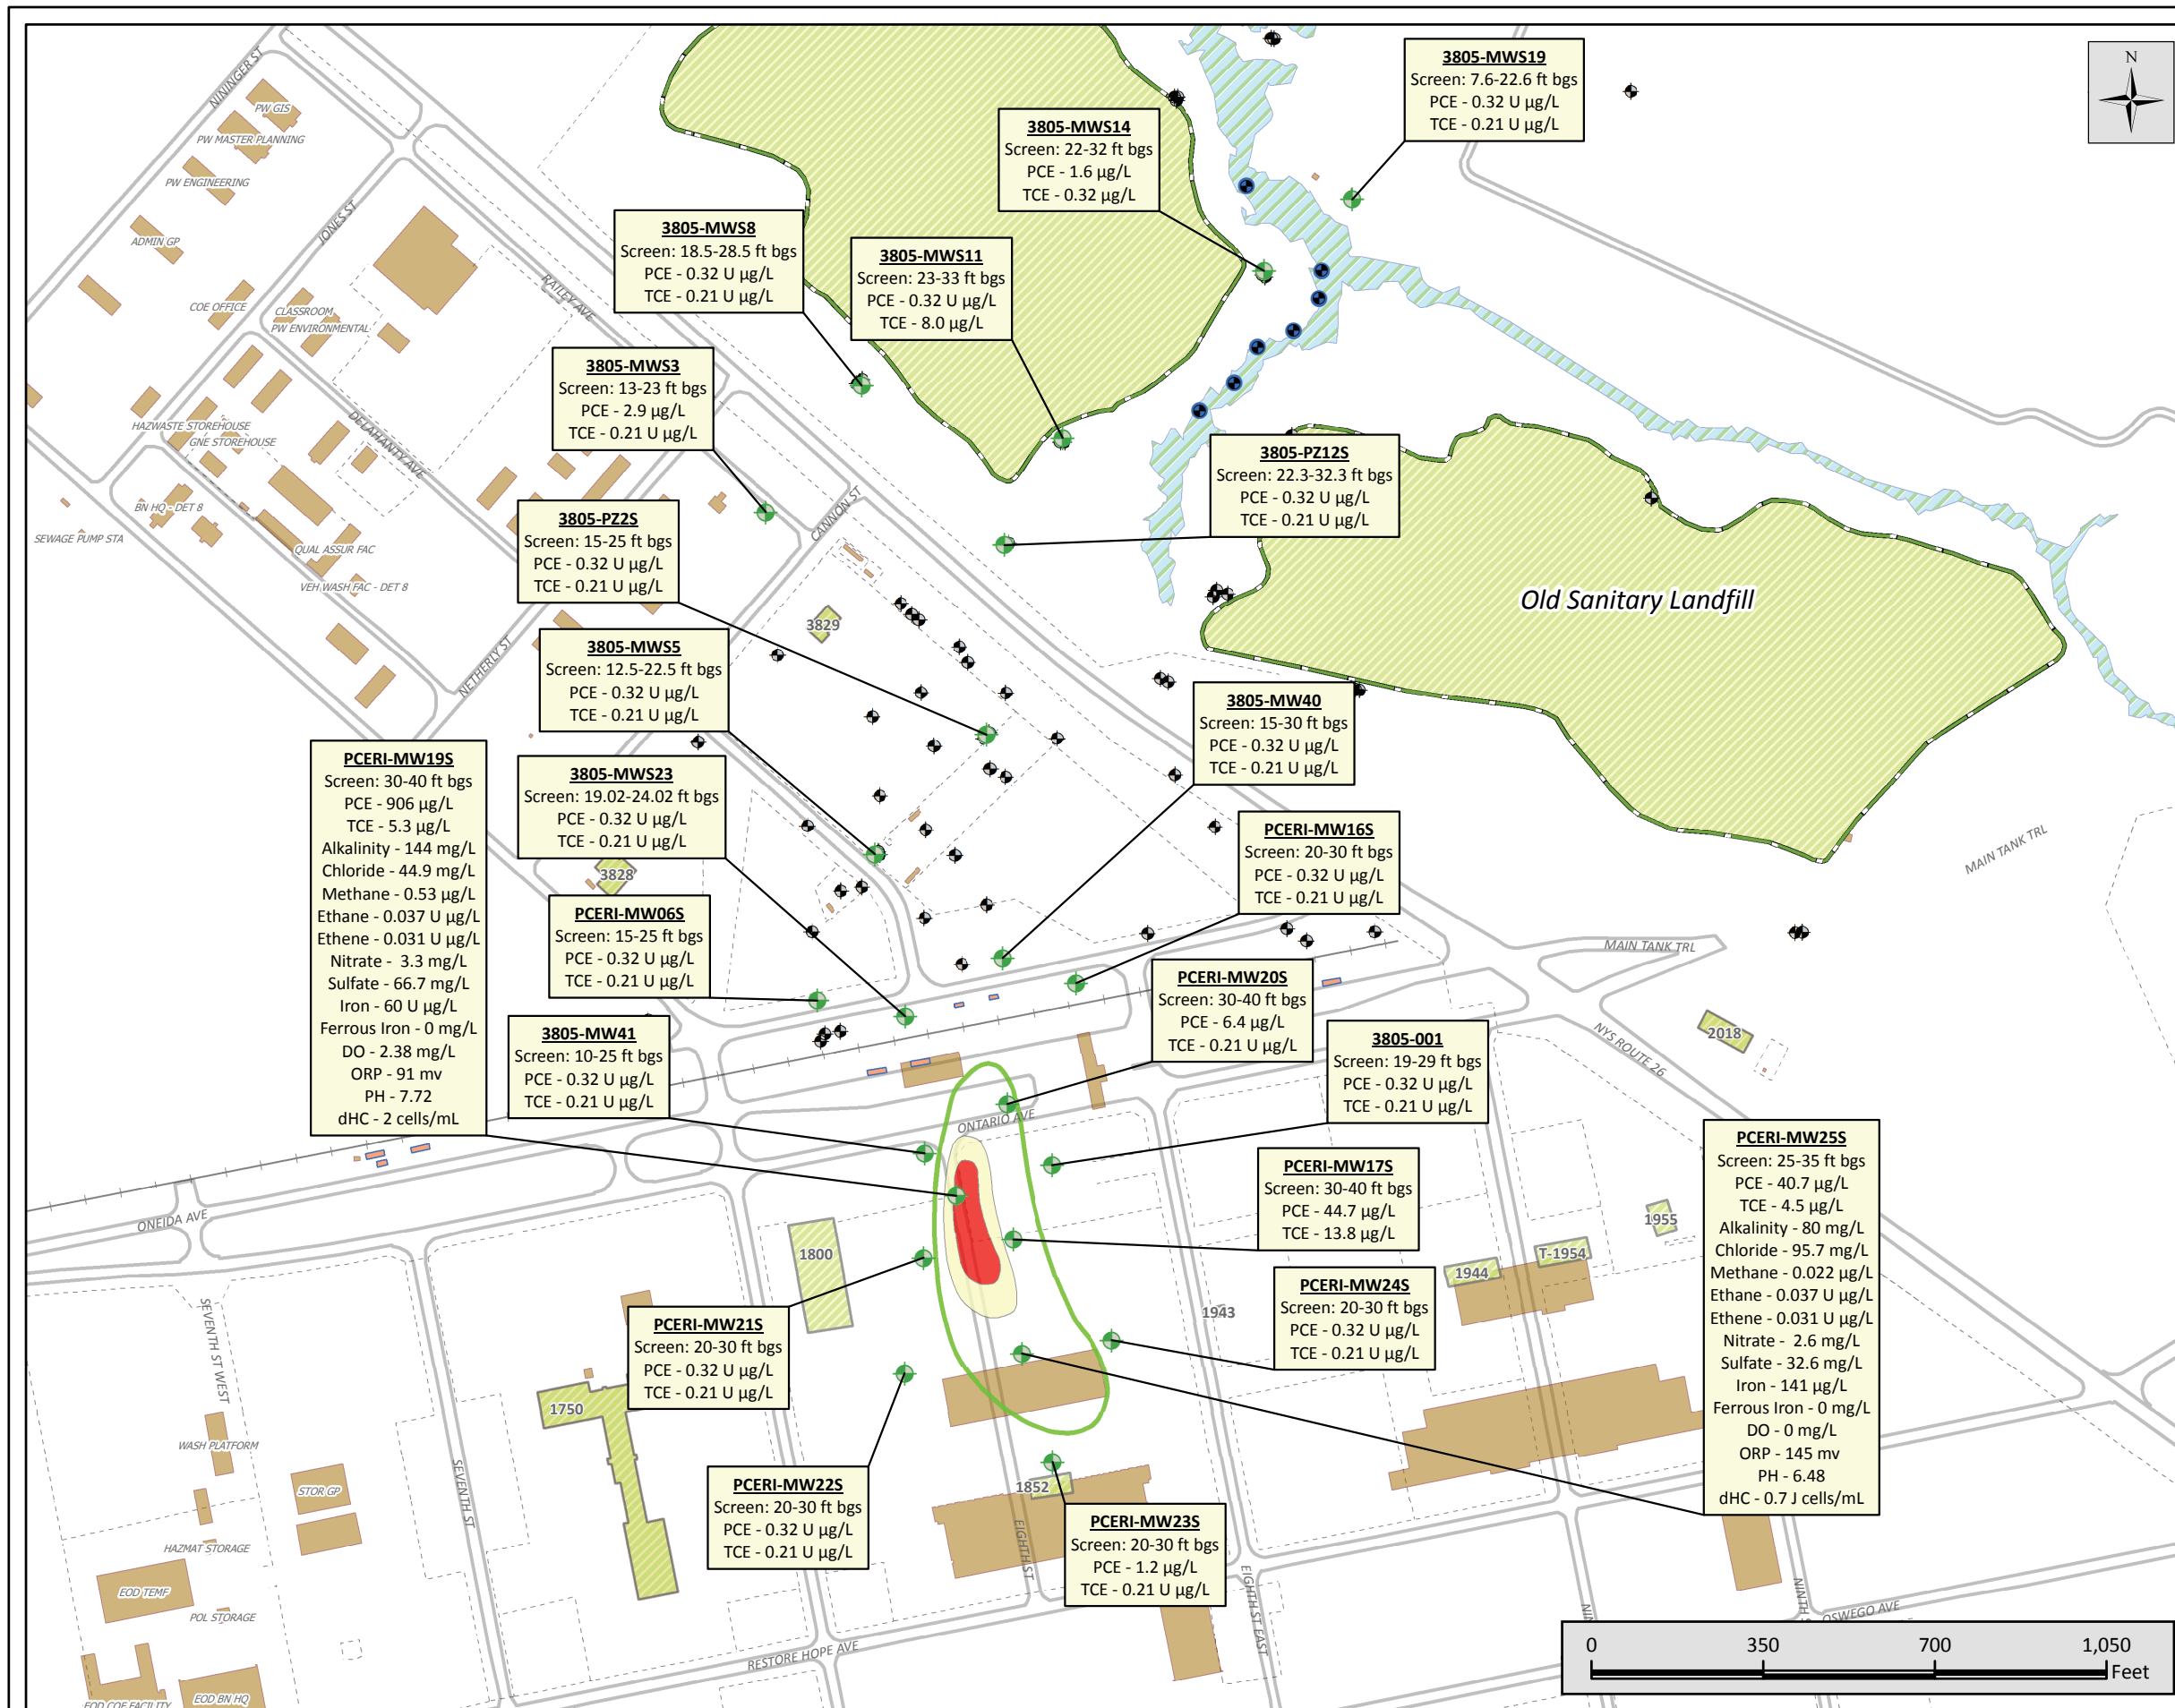 3805-MWS19
Screen: 7.6-22.6 ft bgs
PCE - 0.32 U µg/L
TCE - 0.21 U µg/L
N
3805-MWS14
Screen: 22-32 ft bgs
PCE - 1.6 µg/L
TCE - 0.32 µg/L
3805-MWS8
Screen: 18.5-28.5 ft bgs
PCE - 0.32 U µg/L
TCE - 0.21 U µg/L
3805-MWS11
Screen: 23-33 ft bgs
PCE - 0.32 U µg/L
TCE - 8.0 µg/L
3805-MWS3
Screen: 13-23 ft bgs
PCE - 2.9 µg/L
TCE - 0.21 U µg/L
3805-PZ12S
Screen: 22.3-32.3 ft bgs
PCE - 0.32 U µg/L
TCE - 0.21 U µg/L
3805-PZ2S
Screen: 15-25 ft bgs
PCE - 0.32 U µg/L
TCE - 0.21 U µg/L
3805-MWS5
Screen: 12.5-22.5 ft bgs
PCE - 0.32 U µg/L
TCE - 0.21 U µg/L
3805-MW40
Screen: 15-30 ft bgs
PCE - 0.32 U µg/L
TCE - 0.21 U µg/L
PCERI-MW19S
Screen: 30-40 ft bgs
PCE - 906 µg/L
TCE - 5.3 µg/L
Alkalinity - 144 mg/L
Chloride - 44.9 mg/L
Methane - 0.53 µg/L
Ethane - 0.037 U µg/L
Ethene - 0.031 U µg/L
Nitrate - 3.3 mg/L
Sulfate - 66.7 mg/L
Iron - 60 U µg/L
Ferrous Iron - 0 mg/L
DO - 2.38 mg/L
ORP - 91 mv
PH - 7.72
dHC - 2 cells/mL
3805-MWS23
Screen: 19.02-24.02 ft bgs
PCE - 0.32 U µg/L
TCE - 0.21 U µg/L
PCERI-MW16S
Screen: 20-30 ft bgs
PCE - 0.32 U µg/L
TCE - 0.21 U µg/L
PCERI-MW06S
Screen: 15-25 ft bgs
PCE - 0.32 U µg/L
TCE - 0.21 U µg/L
PCERI-MW20S
Screen: 30-40 ft bgs
PCE - 6.4 µg/L
TCE - 0.21 U µg/L
3805-MW41
Screen: 10-25 ft bgs
PCE - 0.32 U µg/L
TCE - 0.21 U µg/L
3805-001
Screen: 19-29 ft bgs
PCE - 0.32 U µg/L
TCE - 0.21 U µg/L
PCERI-MW25S
Screen: 25-35 ft bgs
PCE - 40.7 µg/L
TCE - 4.5 µg/L
Alkalinity - 80 mg/L
Chloride - 95.7 mg/L
Methane - 0.022 µg/L
Ethane - 0.037 U µg/L
Ethene - 0.031 U µg/L
Nitrate - 2.6 mg/L
Sulfate - 32.6 mg/L
Iron - 141 µg/L
Ferrous Iron - 0 mg/L
DO - 0 mg/L
ORP - 145 mv
PH - 6.48
dHC - 0.7 J cells/mL
PCERI-MW17S
Screen: 30-40 ft bgs
PCE - 44.7 µg/L
TCE - 13.8 µg/L
PCERI-MW24S
Screen: 20-30 ft bgs
PCE - 0.32 U µg/L
TCE - 0.21 U µg/L
PCERI-MW21S
Screen: 20-30 ft bgs
PCE - 0.32 U µg/L
TCE - 0.21 U µg/L
PCERI-MW22S
Screen: 20-30 ft bgs
PCE - 0.32 U µg/L
TCE - 0.21 U µg/L
PCERI-MW23S
Screen: 20-30 ft bgs
PCE - 1.2 µg/L
TCE - 0.21 U µg/L
Old Sanitary Landfill
NININGER ST
PW GIS
PW MASTER PLANNING
PW ENGINEERING
JONES ST
ADMIN GP
COE OFFICE
CLASSROOM
PW ENVIRONMENTAL
RAILEY AVE
HAZWASTE STOREHOUSE
GNE STOREHOUSE
DELAHANTY AVE
BN HQ - DET 8
SEWAGE PUMP STA
QUAL ASSUR FAC
VEH WASH FAC - DET 8
CANNON ST
NETHERLY ST
3829
3828
MAIN TANK TRL
MAIN TANK TRL
NYS ROUTE 26
2018
ONTARIO AVE
ONEIDA AVE
1800
1955
T-1954
1944
1943
1750
1852
SEVENTH ST WEST
SEVENTH ST
WASH PLATFORM
STOR GP
HAZMAT STORAGE
EOD TEMF
POL STORAGE
EOD COF FACILITY
EOD BN HQ
RESTORE HOPE AVE
EIGHTH ST
EIGHTH ST EAST
NIN
NINTH S
OSWEGO AVE
0 350 700 1,050
Feet